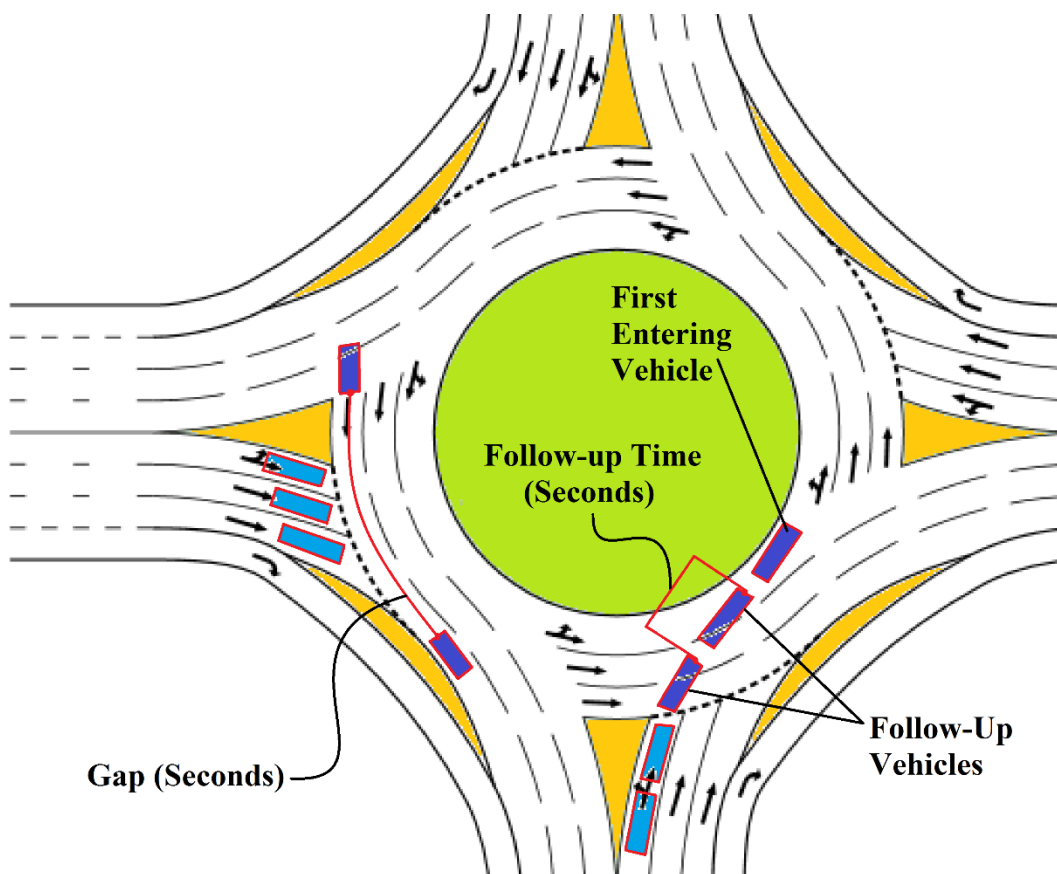 First
Entering
Vehicle
Follow-up Time
(Seconds)
Gap (Seconds)
Follow-Up
Vehicles